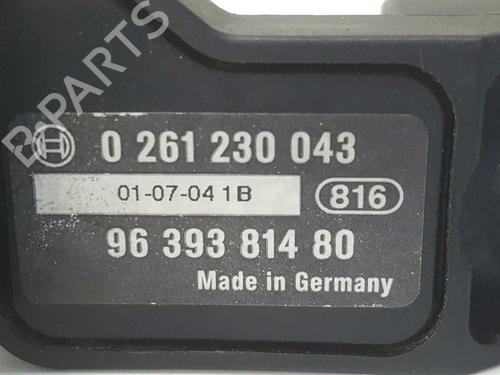 B PARTS
0 261 230 043
01-07-04 1B 816
96 393 814 80
Made in Germany